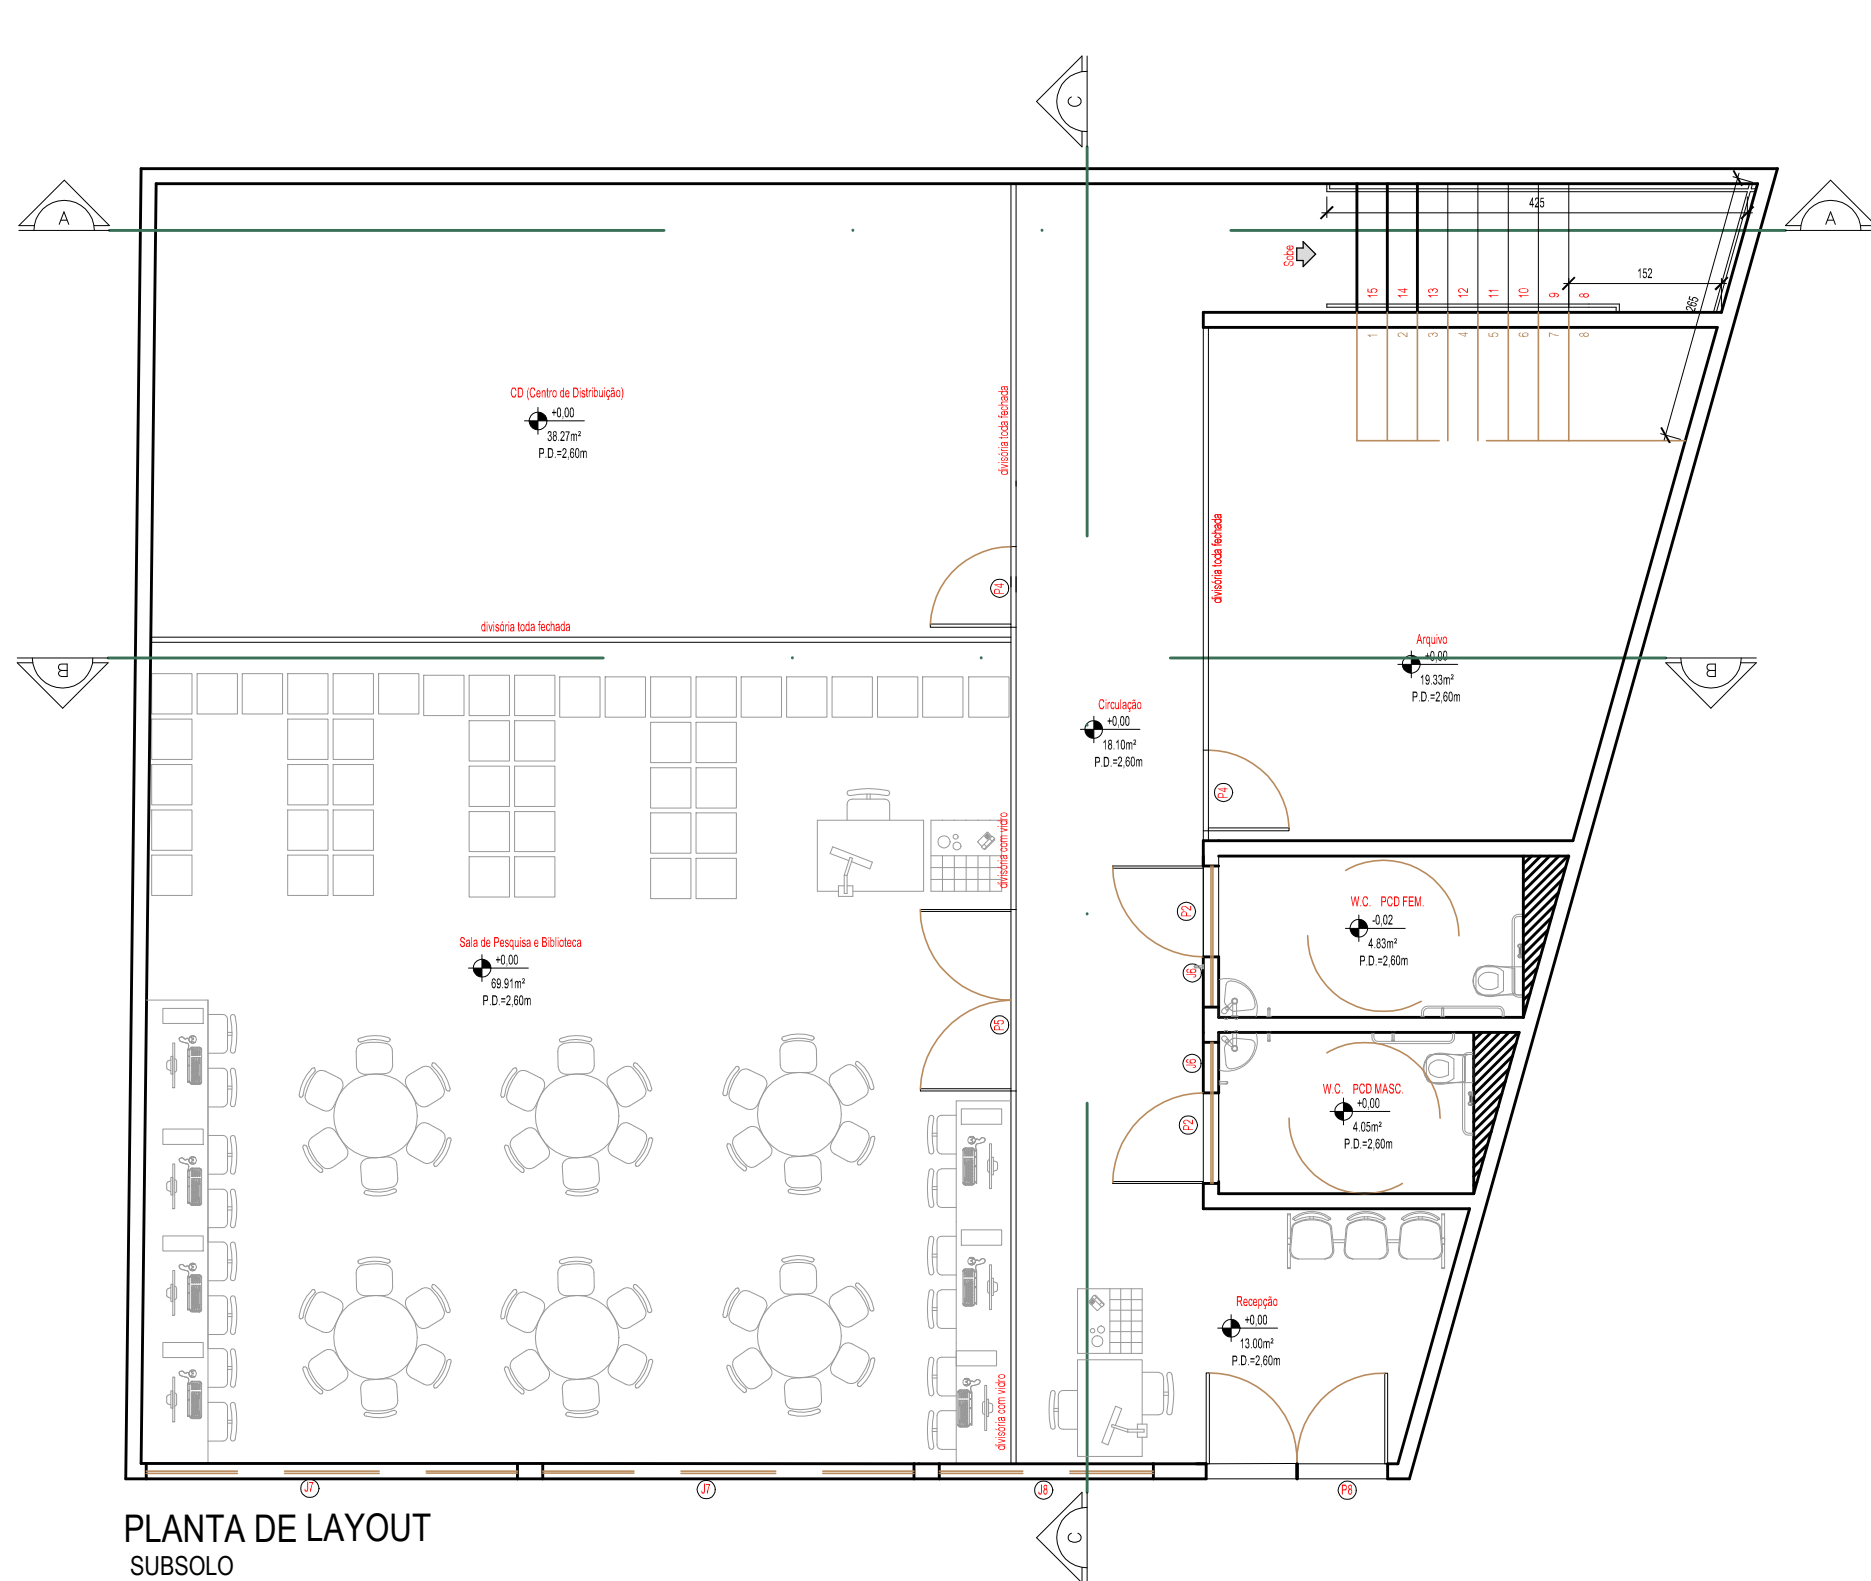 C
A
A
425
Sobe
152
265
15
14
13
12
11
10
9
8
1
2
3
4
5
6
7
8
CD (Centro de Distribuição)
+0,00
38.27m²
P.D.=2,60m
divisória toda fechada
divisória toda fechada
P4
divisória toda fechada
B
B
Arquivo
+0,00
19.33m²
P.D.=2,60m
Circulação
+0,00
18.10m²
P.D.=2,60m
P4
divisória com vidro
P2
W.C. PCD FEM.
-0,02
4.83m²
P.D.=2,60m
Sala de Pesquisa e Biblioteca
+0,00
69.91m²
P.D.=2,60m
J6
P5
J6
W.C. PCD MASC.
+0,00
4.05m²
P.D.=2,60m
P2
Recepção
+0,00
13.00m²
P.D.=2,60m
divisória com vidro
J7
J7
J8
P8
C
PLANTA DE LAYOUT
SUBSOLO